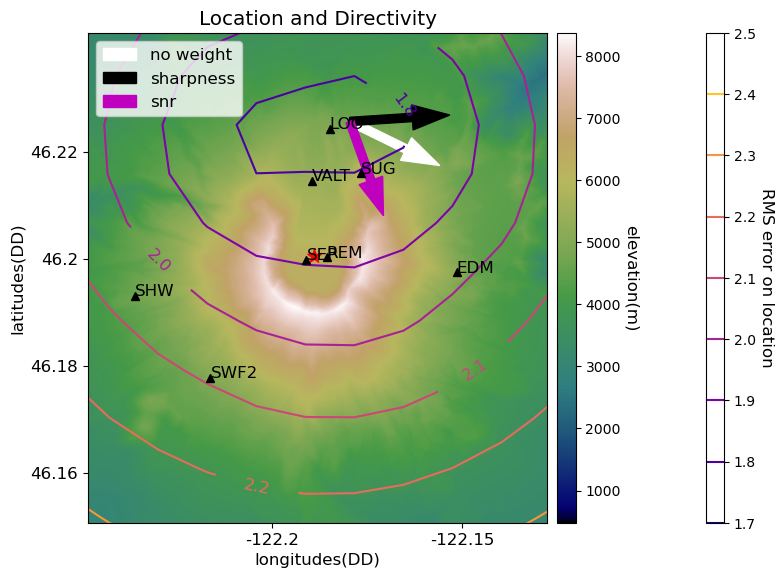 Location and Directivity
no weight
sharpness
snr
LOO
VALT
SUG
SEP
REM
EDM
SHW
SWF2
1.8
2.0
2.1
2.2
46.22
46.2
46.18
46.16
-122.2
-122.15
latitudes(DD)
longitudes(DD)
8000
7000
6000
5000
4000
3000
2000
1000
elevation(m)
2.5
2.4
2.3
2.2
2.1
2.0
1.9
1.8
1.7
RMS error on location